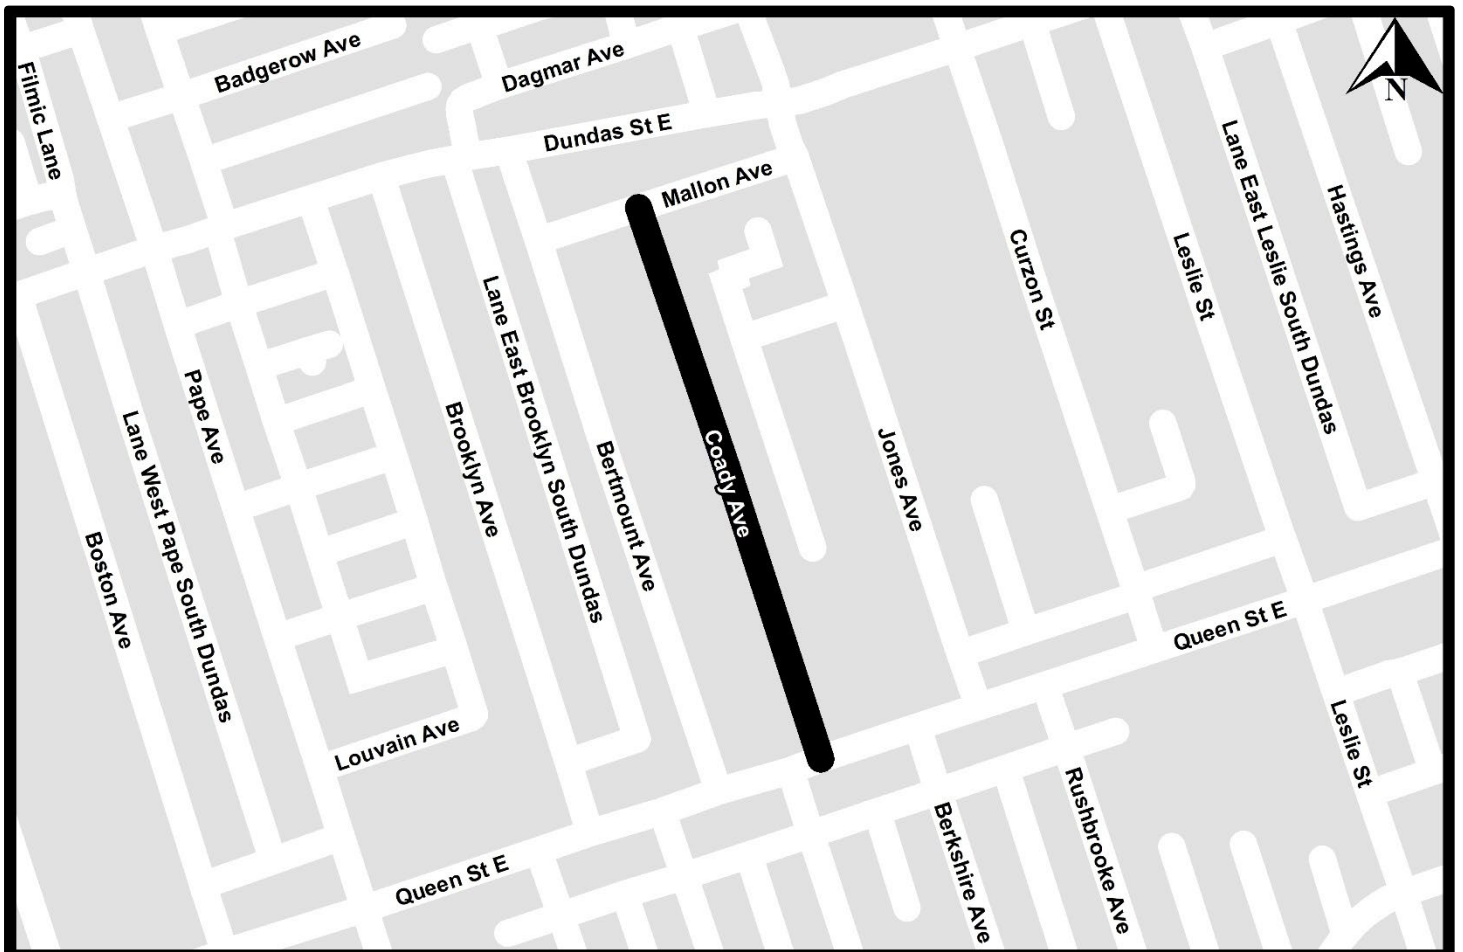 Filmic Lane
Badgerow Ave
Dagmar Ave
Dundas St E
Mallon Ave
N
Lane East Leslie South Dundas
Hastings Ave
Curzon St
Leslie St
Lane East Brooklyn South Dundas
Pape Ave
Lane West Pape South Dundas
Brooklyn Ave
Bertmount Ave
Coady Ave
Jones Ave
Boston Ave
Queen St E
Louvain Ave
Leslie St
Rushbrooke Ave
Berkshire Ave
Queen St E